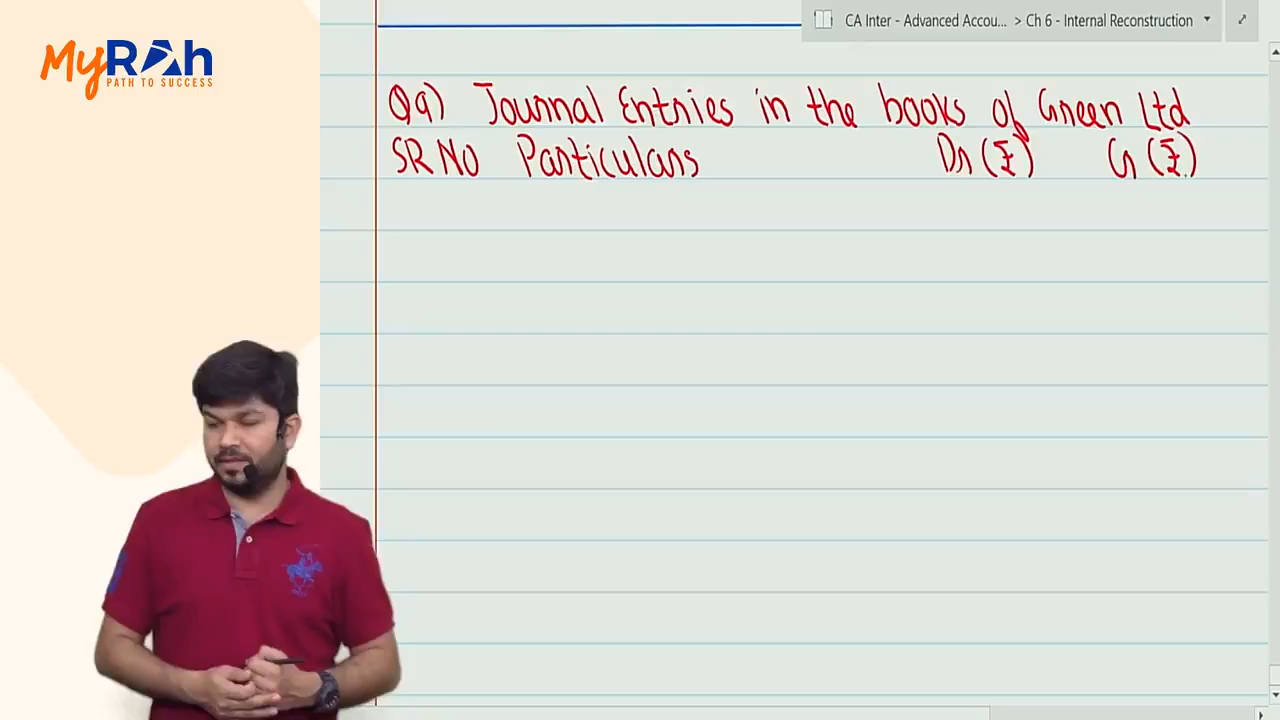 MyRAh
PATH TO SUCCESS
CA Inter - Advanced Accou... > Ch 6 - Internal Reconstruction
Q9) Journal Entries in the books of Green Ltd
SR NO Particulars Dr (₹) Cr (₹)